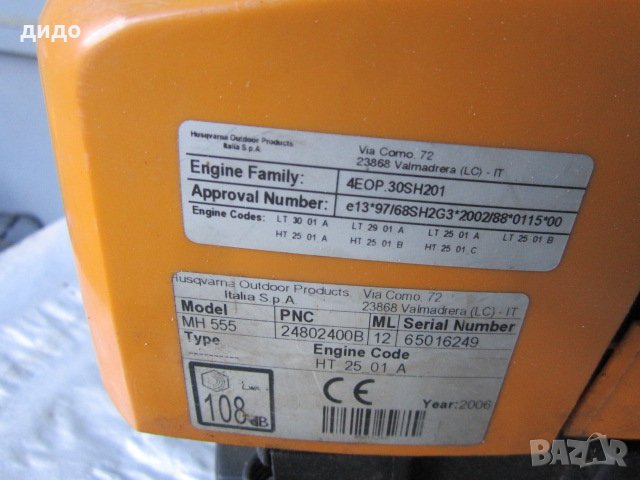 дидо
Husqvarna Outdoor Products
Italia S.p.A.
Via Como, 72
23868 Valmadrera (LC) - IT
Engine Family: 4EOP.30SH201
Approval Number: e13*97/68SH2G3*2002/88*0115*00
Engine Codes: LT 30 01 A LT 29 01 A LT 25 01 A LT 25 01 B
HT 25 01 A HT 25 01 B HT 25 01 C
Husqvarna Outdoor Products
Italia S.p.A.
Via Como, 72
23868 Valmadrera (LC) - IT
Model PNC ML Serial Number
MH 555 24802400B 12 65016249
Type Engine Code
HT 25 01 A
LWA
108 dB
CE
Year:2006
BAZAR